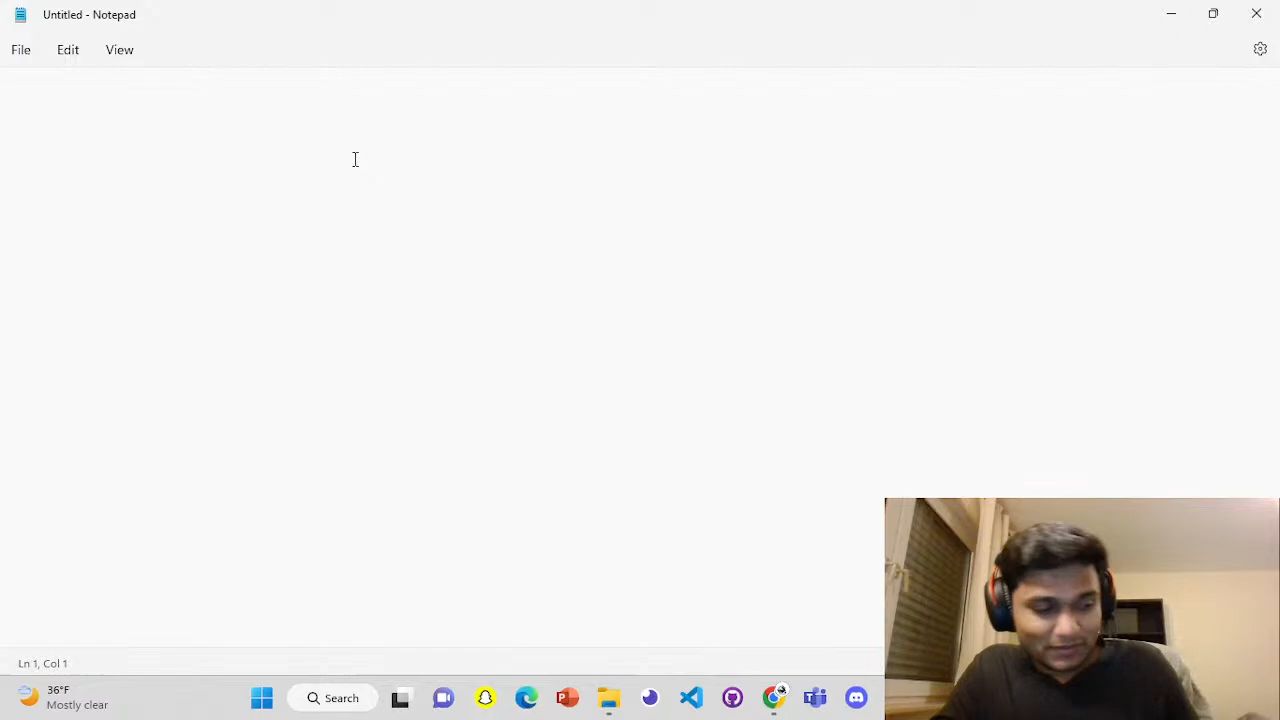 Untitled - Notepad
File Edit View
Ln 1, Col 1
36°F
Mostly clear
Search